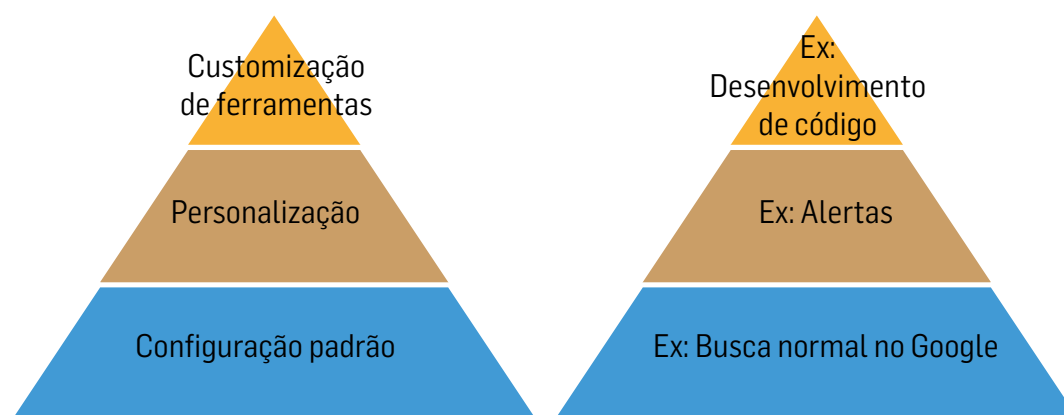 Customização
de ferramentas
Personalização
Configuração padrão
Ex:
Desenvolvimento
de código
Ex: Alertas
Ex: Busca normal no Google